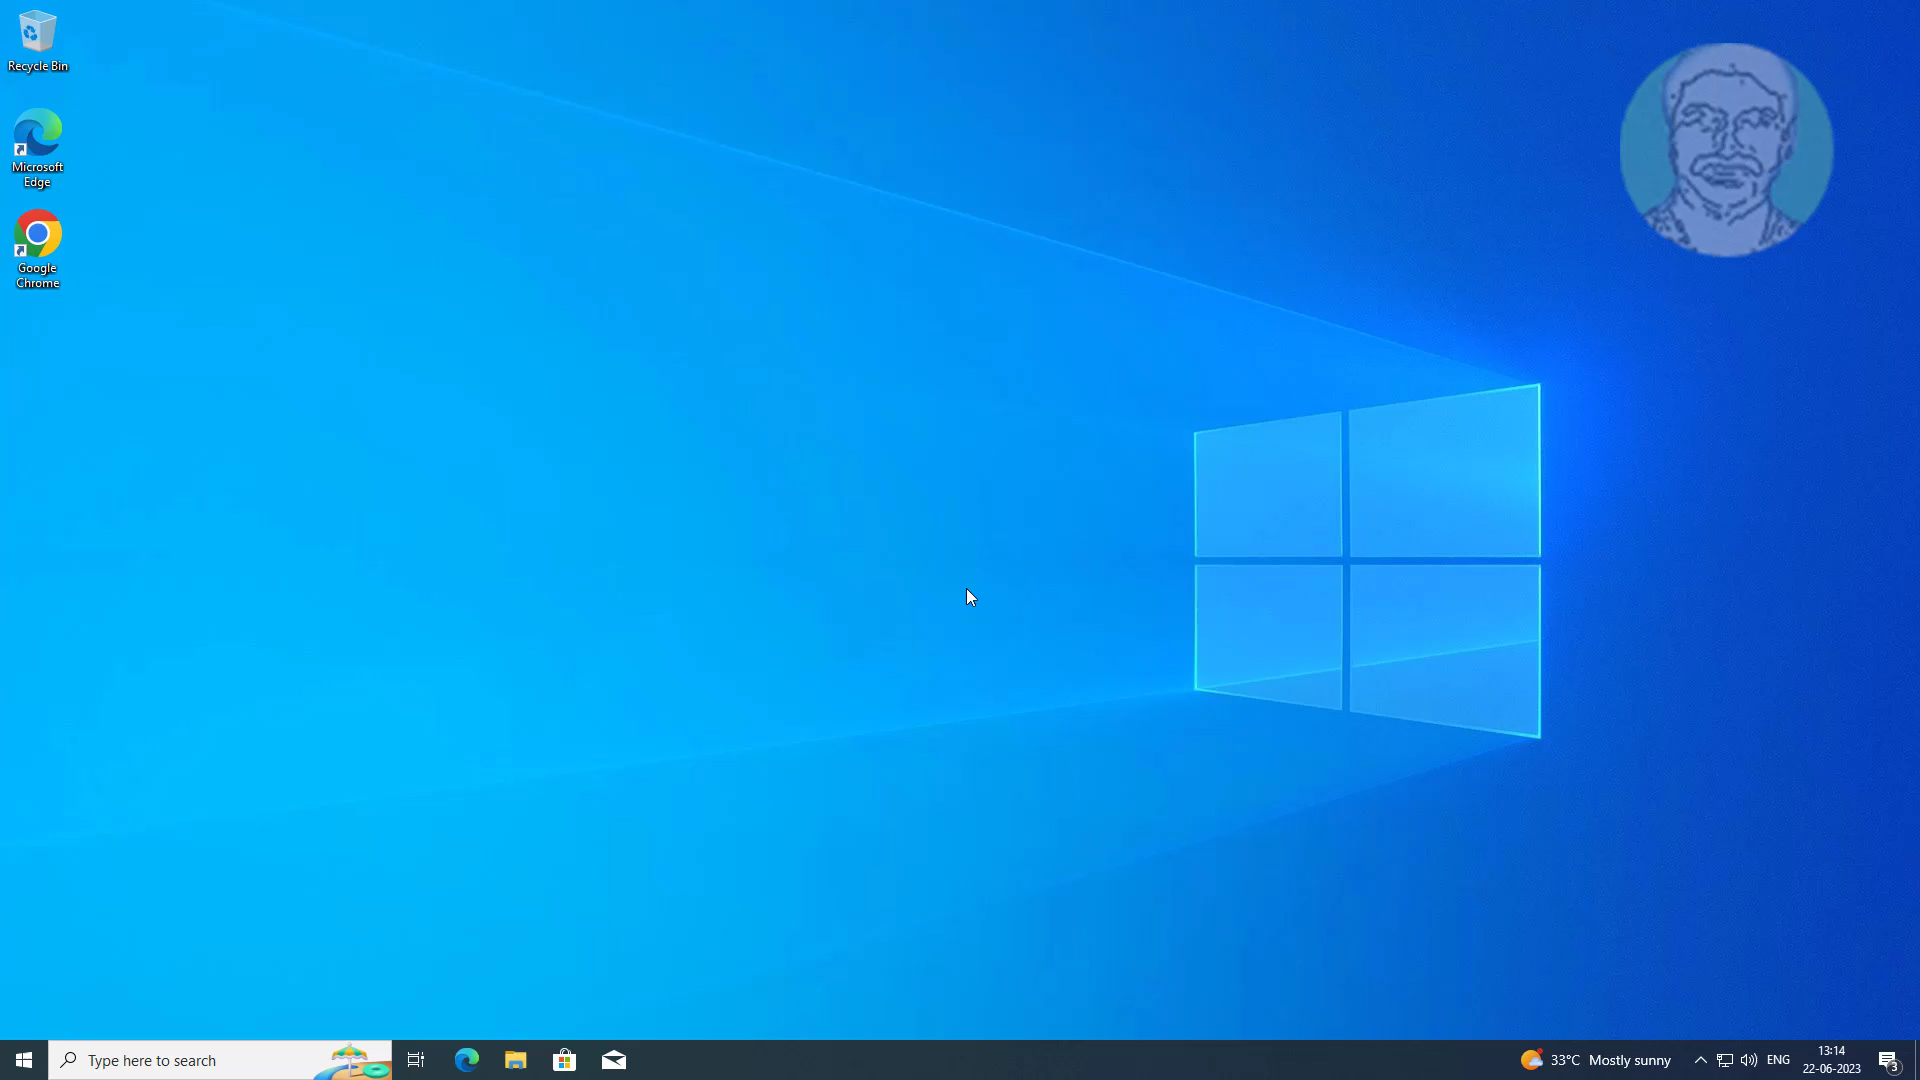 Recycle Bin
Microsoft
Edge
Google
Chrome
Type here to search
33°C Mostly sunny
ENG
13:14
22-06-2023
3